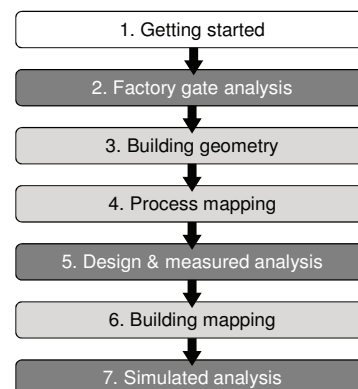 1. Getting started
2. Factory gate analysis
3. Building geometry
4. Process mapping
5. Design & measured analysis
6. Building mapping
7. Simulated analysis